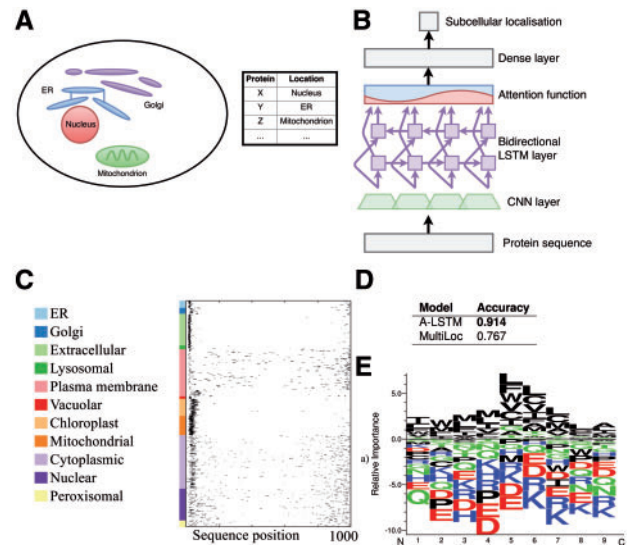 A
ER
Golgi
Nucleus
Mitochondrion
Protein Location
X Nucleus
Y ER
Z Mitochondrion
... ...
B
Subcellular localisation
Dense layer
Attention function
Bidirectional
LSTM layer
CNN layer
Protein sequence
C
ER
Golgi
Extracellular
Lysosomal
Plasma membrane
Vacuolar
Chloroplast
Mitochondrial
Cytoplasmic
Nuclear
Peroxisomal
Sequence position 1000
D
Model Accuracy
A-LSTM 0.914
MultiLoc 0.767
E
Relative Importance
5.0
0.0
-5.0
-10.0
N 1 2 3 4 5 6 7 8 9 C